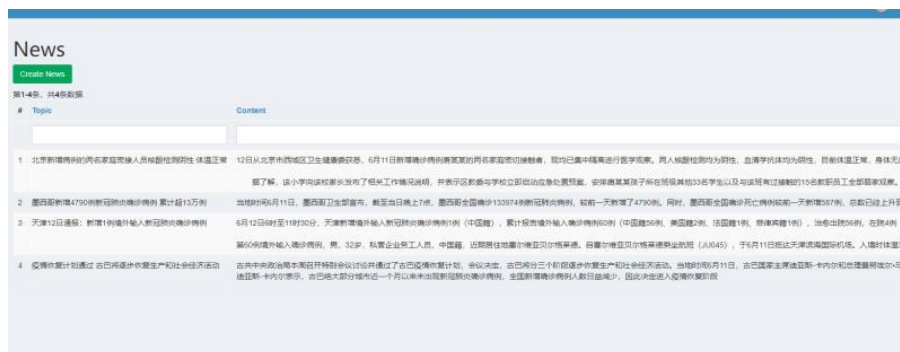 News
Create News
第1-4条，共4条数据
# Topic Content
1 北京新增病例的两名家庭密接人员核酸检测阴性 体温正常 12日从北京市西城区卫生健康委获悉，6月11日新增确诊病例唐某某的两名家庭密切接触者，现均已集中隔离进行医学观察。两人核酸检测均为阴性，血清学抗体均为阴性，目前体温正常，身体无
据了解，该小学向该校家长发布了相关工作情况说明，并表示区教委与学校立即启动应急处置预案，安排唐某某孩子所在班级其他33名学生以及与该班有过接触的15名教职员工全部居家观察。
2 墨西哥新增4790例新冠肺炎确诊病例 累计超13万例 当地时间6月11日，墨西哥卫生部宣布，截至当日晚上7点，墨西哥全国确诊133974例新冠肺炎病例，较前一天新增了4790例。同时，墨西哥全国确诊死亡病例较前一天新增587例，总数已经上升至
3 天津12日通报：新增1例境外输入新冠肺炎确诊病例 6月12日6时至11时30分，天津新增境外输入新冠肺炎确诊病例1例（中国籍），累计报告境外输入确诊病例60例（中国籍56例，美国籍2例，法国籍1例，菲律宾籍1例），治愈出院56例，在院4例
第60例境外输入确诊病例，男，32岁，私营企业务工人员，中国籍，近期居住地塞尔维亚贝尔格莱德。自塞尔维亚贝尔格莱德乘坐航班（JU045），于6月11日抵达天津滨海国际机场。入境时体温
4 疫情恢复计划通过 古巴将逐步恢复生产和社会经济活动 古共中央政治局本周召开特别会议讨论并通过了古巴疫情恢复计划，会议决定，古巴将分三个阶段逐步恢复生产和社会经济活动。当地时间6月11日，古巴国家主席迪亚斯-卡内尔和总理曼努埃尔·
迪亚斯-卡内尔表示，古巴绝大部分城市近一个月以来未出现新冠肺炎确诊病例，全国新增确诊病例人数日益减少，因此决定进入疫情恢复阶段